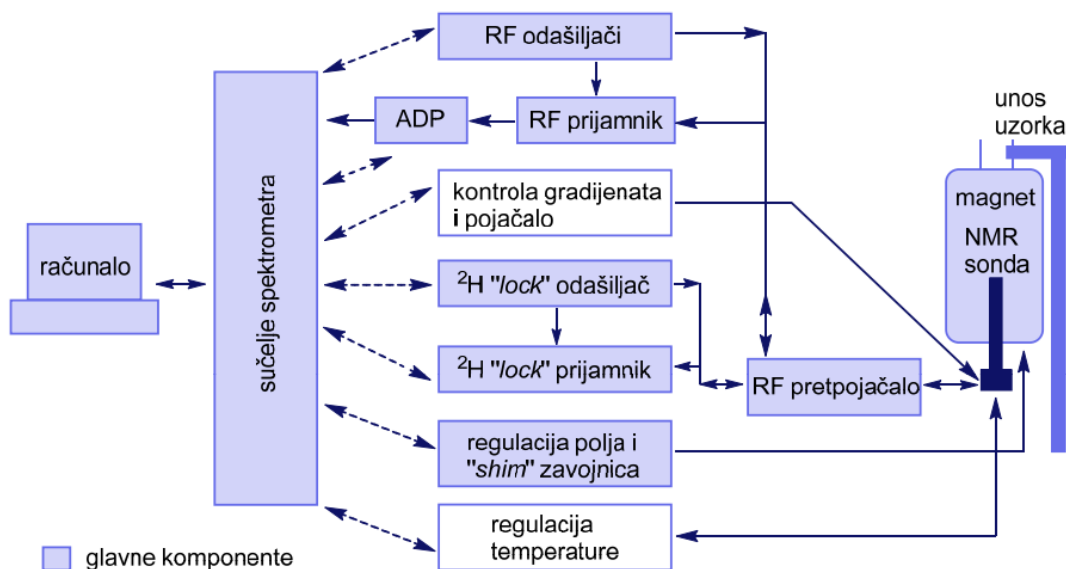 RF odašiljači
ADP
RF prijamnik
unos
uzorka
kontrola gradijenata
i pojačalo
magnet
NMR
sonda
računalo
sučelje spektrometra
²H "lock" odašiljač
²H "lock" prijamnik
RF pretpojačalo
regulacija polja i
"shim" zavojnica
regulacija
temperature
glavne komponente